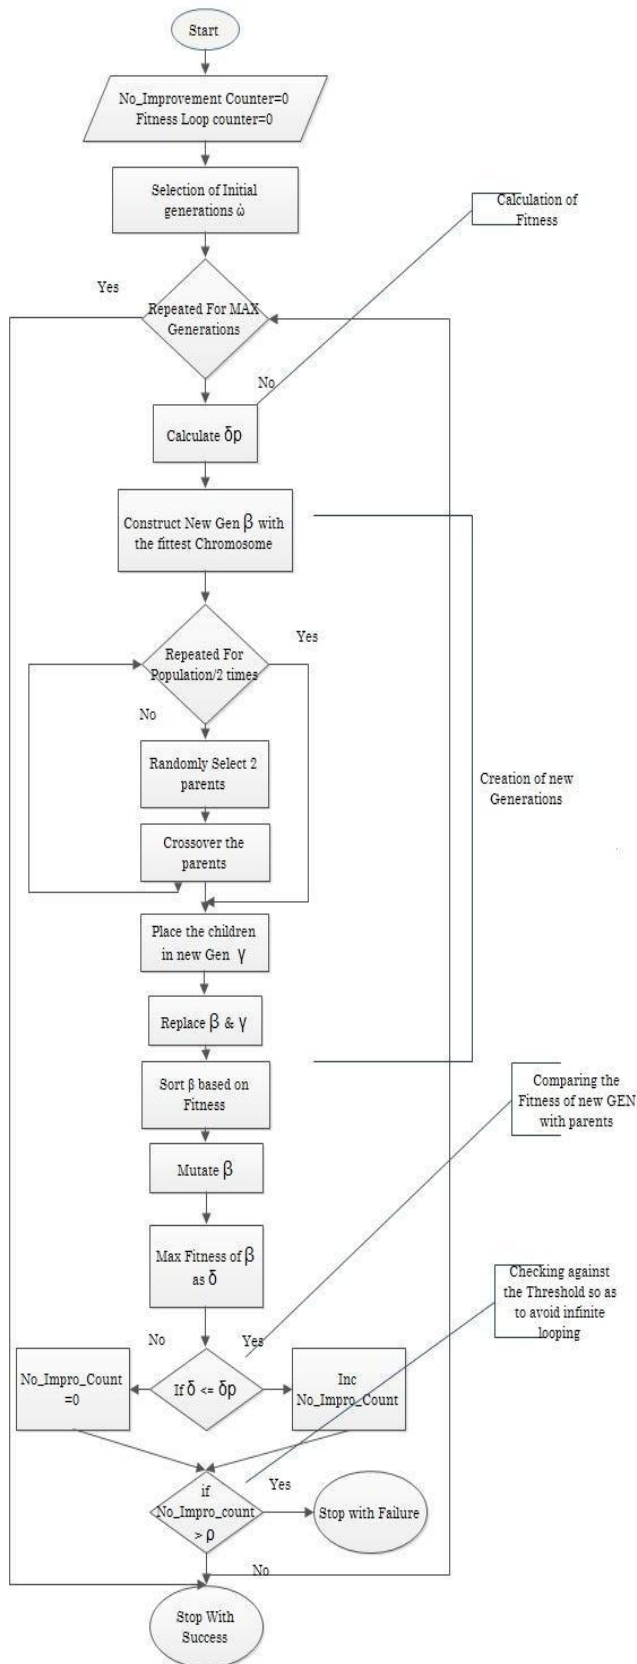 Start
No_Improvement Counter=0
Fitness Loop counter=0
Selection of Initial
generations ώ
Calculation of
Fitness
Yes
Repeated For MAX
Generations
No
Calculate δp
Construct New Gen β with
the fittest Chromosome
Yes
Repeated For
Population/2 times
No
Randomly Select 2
parents
Crossover the
parents
Creation of new
Generations
Place the children
in new Gen γ
Replace β & γ
Sort β based on
Fitness
Comparing the
Fitness of new GEN
with parents
Mutate β
Max Fitness of β
as δ
Checking against
the Threshold so as
to avoid infinite
looping
No
Yes
No_Impro_Count
=0
If δ <= δp
Inc
No_Impro_Count
if
No_Impro_count
> ρ
Yes
Stop with Failure
No
Stop With
Success